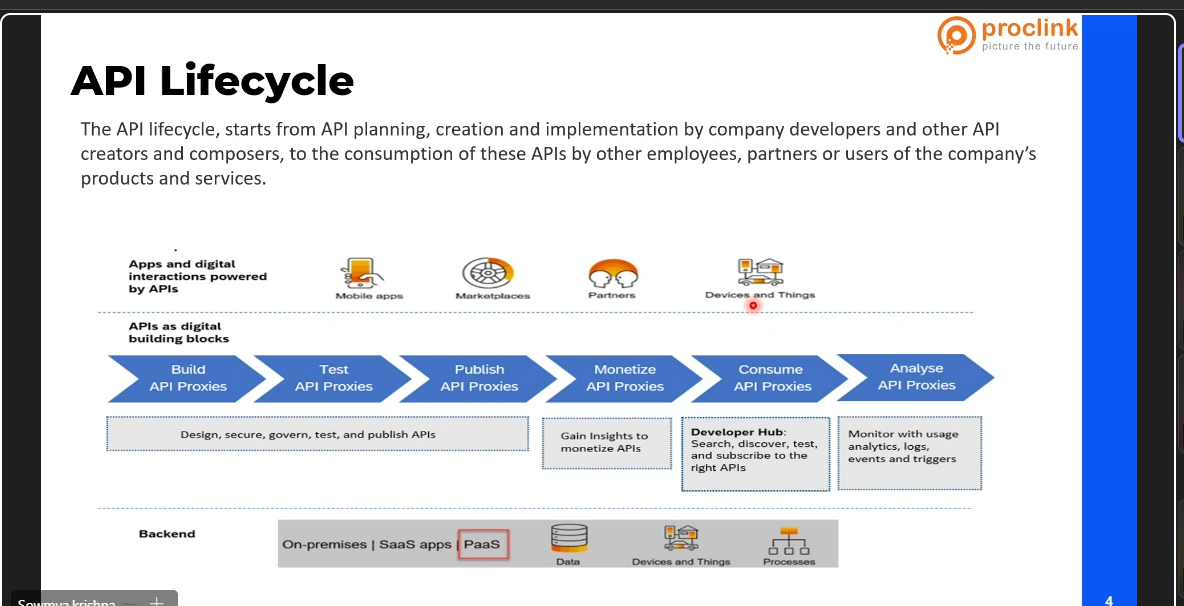 proclink
picture the future
API Lifecycle
The API lifecycle, starts from API planning, creation and implementation by company developers and other API
creators and composers, to the consumption of these APIs by other employees, partners or users of the company's
products and services.
Apps and digital
interactions powered
by APIs
Mobile apps
Marketplaces
Partners
Devices and Things
APIs as digital
building blocks
Build
API Proxies
Test
API Proxies
Publish
API Proxies
Monetize
API Proxies
Consume
API Proxies
Analyse
API Proxies
Design, secure, govern, test, and publish APIs
Gain Insights to
monetize APIs
Developer Hub:
Search, discover, test,
and subscribe to the
right APIs
Monitor with usage
analytics, logs,
events and triggers
Backend
On-premises | SaaS apps | PaaS
Data
Devices and Things
Processes
Sowmya krishna
4